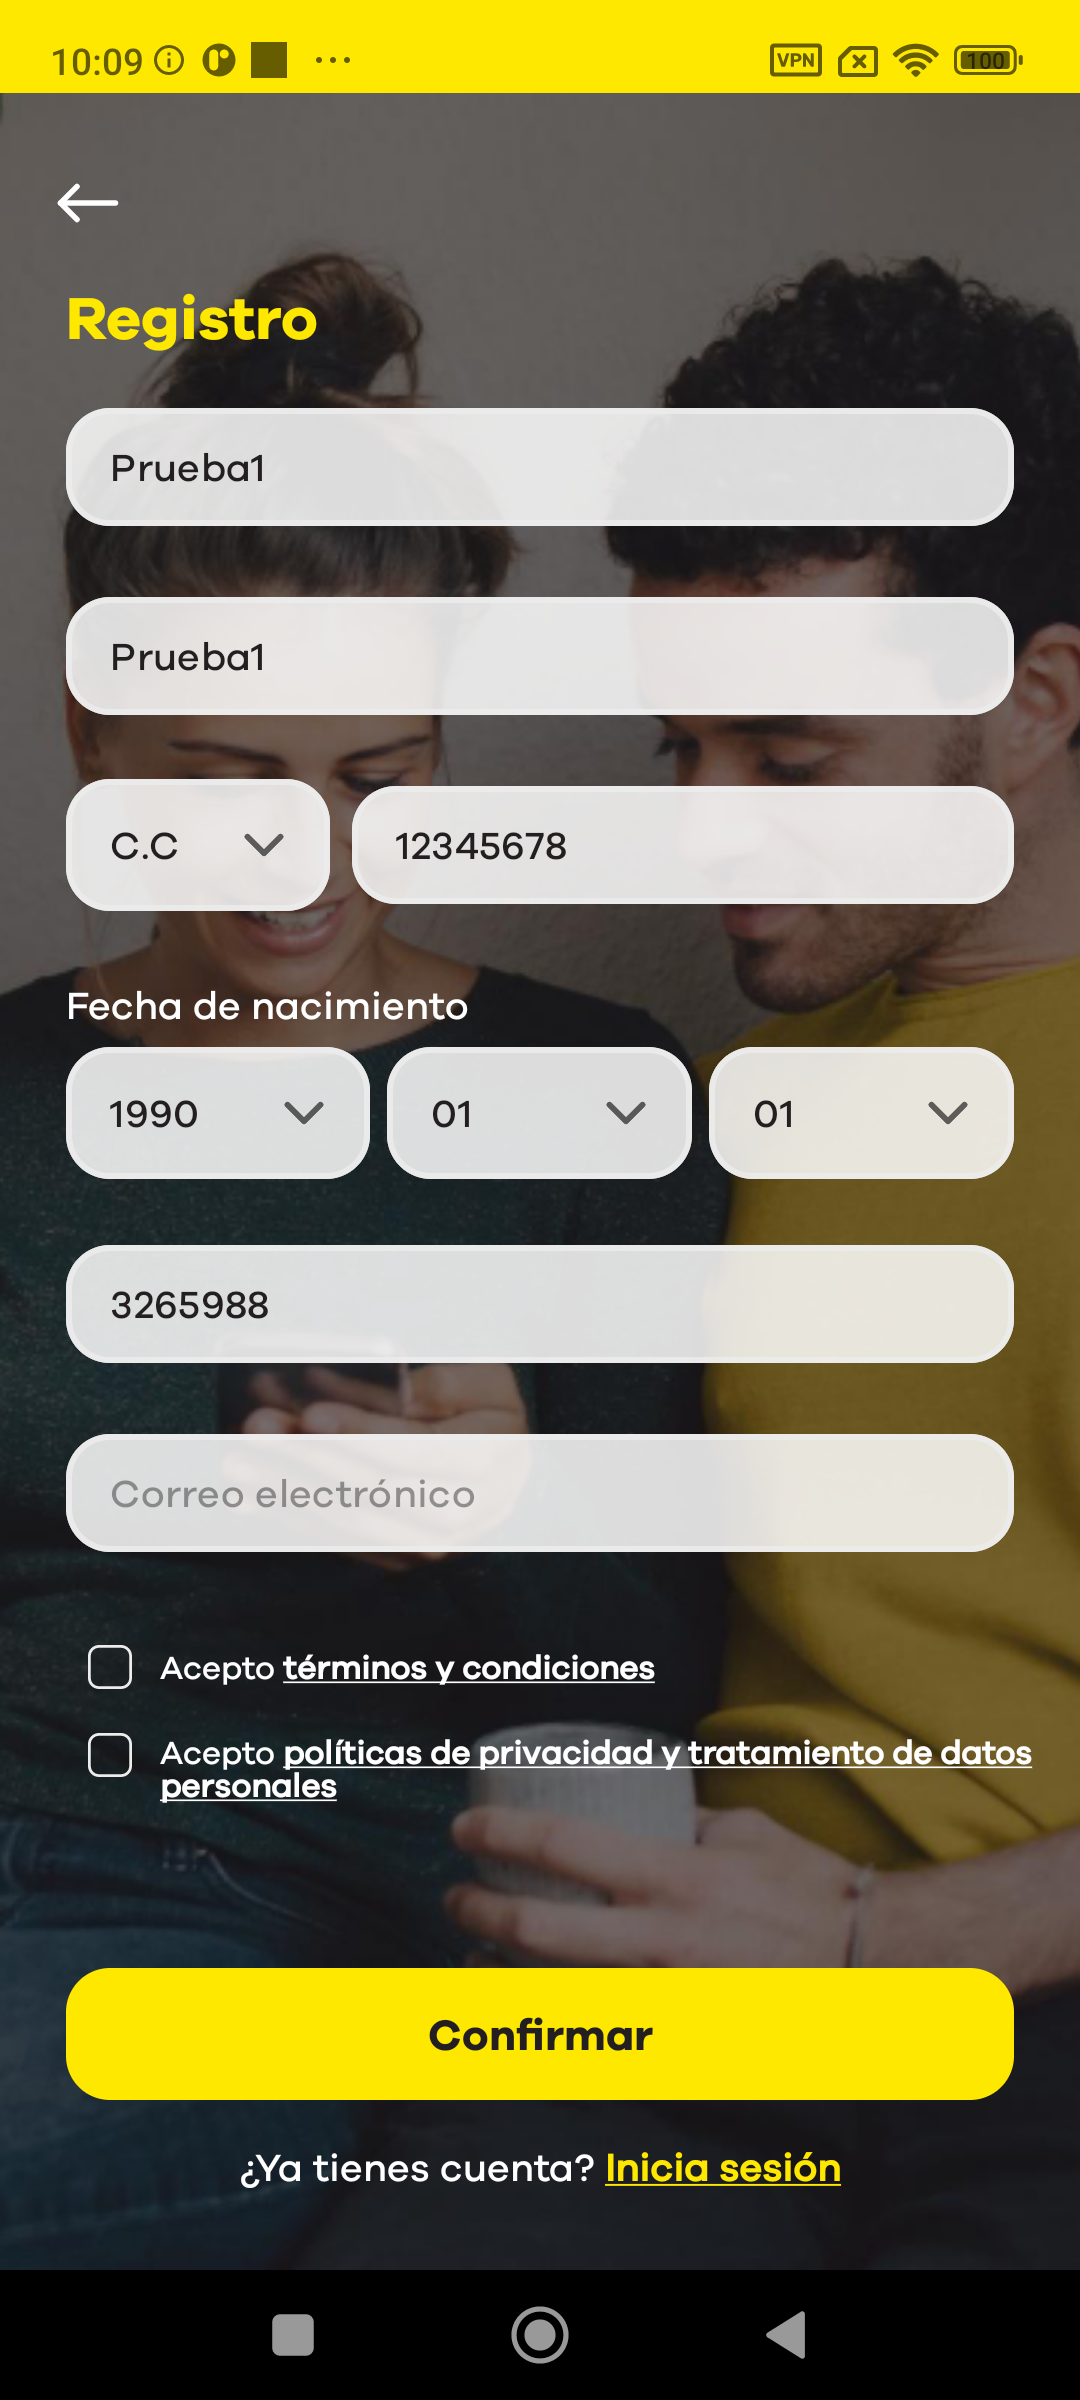 10:09
VPN
100
Registro
Prueba1
Prueba1
C.C
12345678
Fecha de nacimiento
1990
01
01
3265988
Correo electrónico
Acepto términos y condiciones
Acepto políticas de privacidad y tratamiento de datos
personales
Confirmar
¿Ya tienes cuenta? Inicia sesión